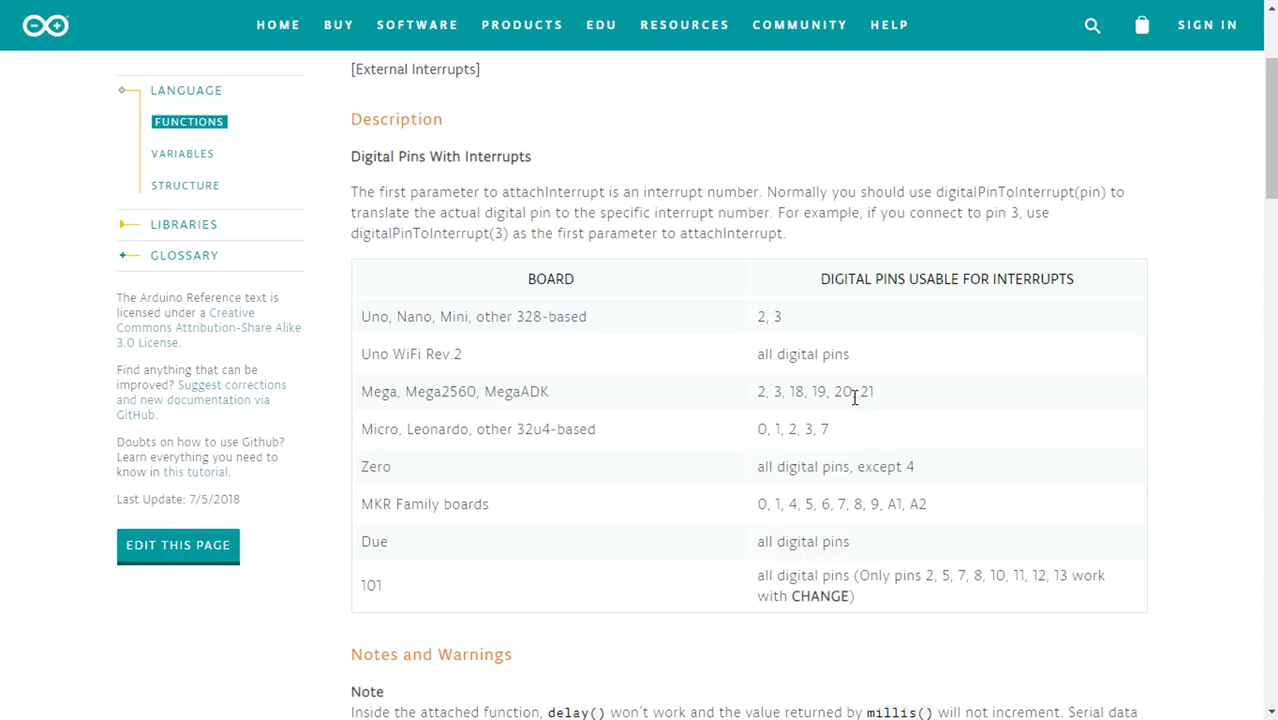 HOME BUY SOFTWARE PRODUCTS EDU RESOURCES COMMUNITY HELP SIGN IN
LANGUAGE
FUNCTIONS
VARIABLES
STRUCTURE
LIBRARIES
GLOSSARY
The Arduino Reference text is
licensed under a Creative
Commons Attribution-Share Alike
3.0 License.
Find anything that can be
improved? Suggest corrections
and new documentation via
GitHub.
Doubts on how to use Github?
Learn everything you need to
know in this tutorial.
Last Update: 7/5/2018
EDIT THIS PAGE
[External Interrupts]
Description
Digital Pins With Interrupts
The first parameter to attachInterrupt is an interrupt number. Normally you should use digitalPinToInterrupt(pin) to
translate the actual digital pin to the specific interrupt number. For example, if you connect to pin 3, use
digitalPinToInterrupt(3) as the first parameter to attachInterrupt.
BOARD DIGITAL PINS USABLE FOR INTERRUPTS
Uno, Nano, Mini, other 328-based 2, 3
Uno WiFi Rev.2 all digital pins
Mega, Mega2560, MegaADK 2, 3, 18, 19, 20, 21
Micro, Leonardo, other 32u4-based 0, 1, 2, 3, 7
Zero all digital pins, except 4
MKR Family boards 0, 1, 4, 5, 6, 7, 8, 9, A1, A2
Due all digital pins
101 all digital pins (Only pins 2, 5, 7, 8, 10, 11, 12, 13 work
with CHANGE)
Notes and Warnings
Note
Inside the attached function, delay() won't work and the value returned by millis() will not increment. Serial data